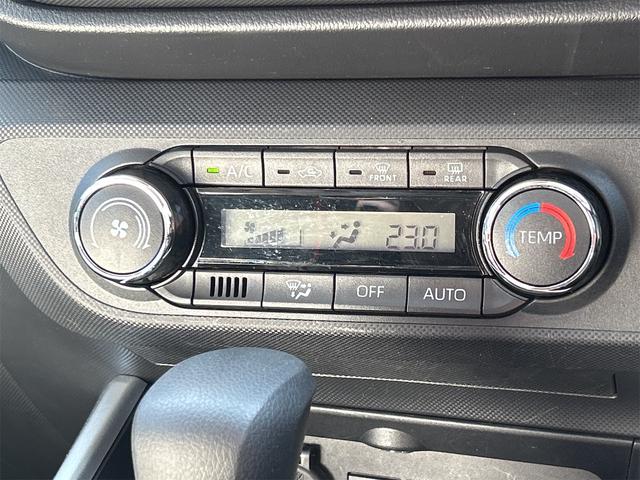 A/C
FRONT
REAR
23.0
TEMP
OFF
AUTO